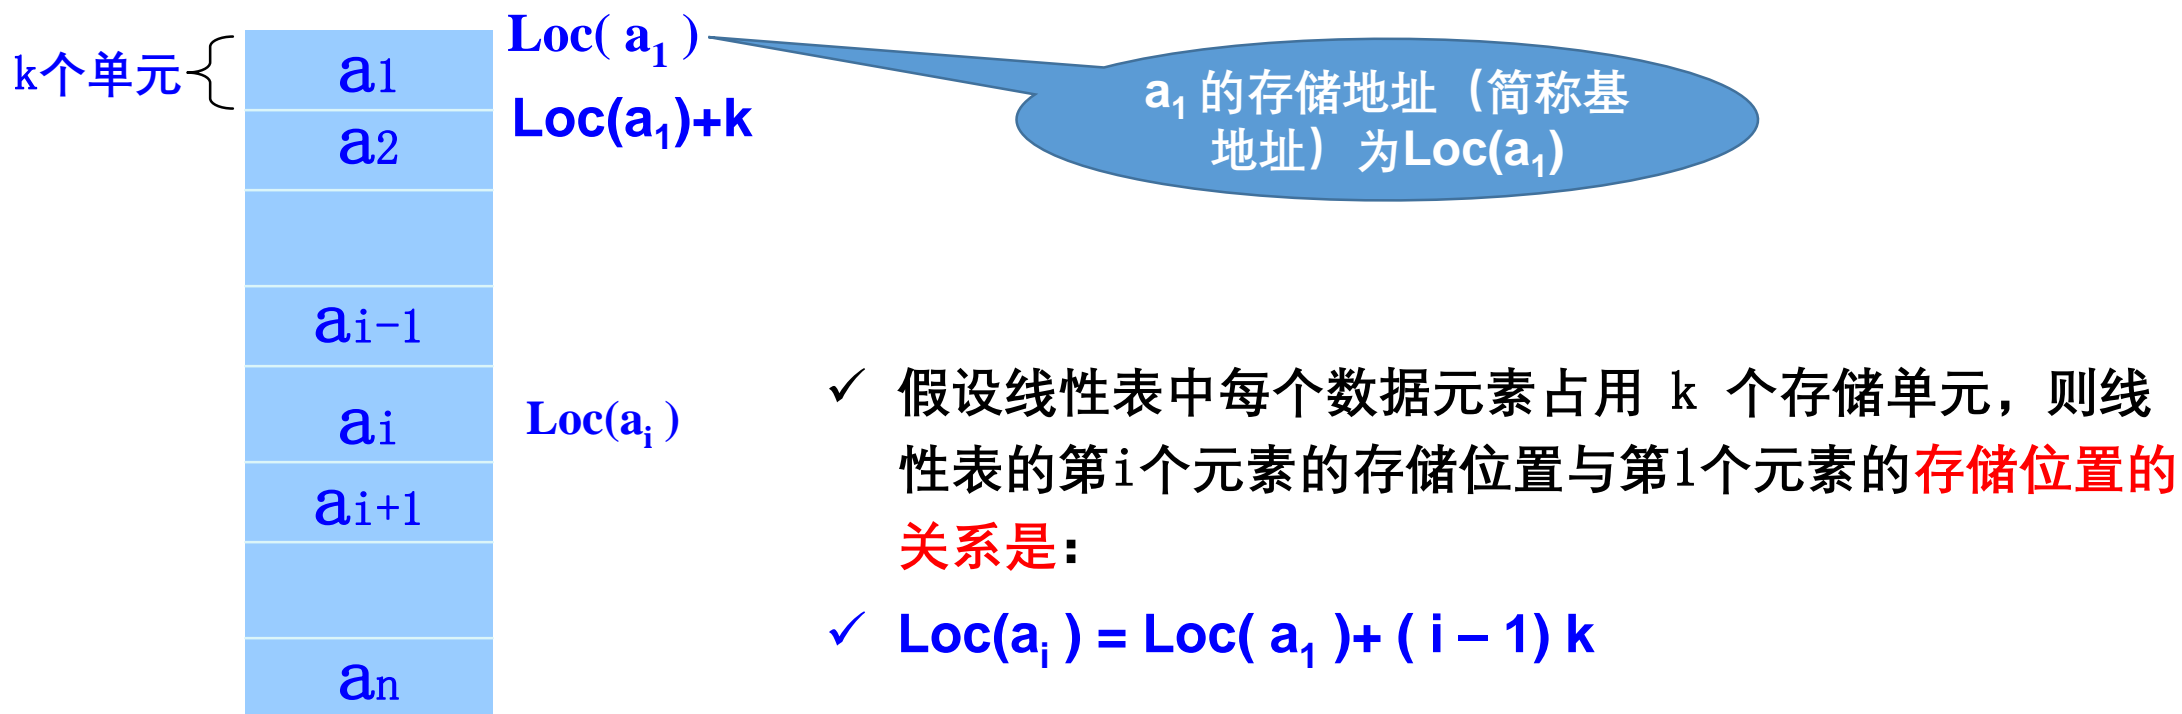 k个单元
a1
Loc( a1 )
a2
Loc(a1)+k
a1 的存储地址（简称基
地址）为Loc(a1)
ai-1
ai
Loc(ai )
ai+1
an
✓ 假设线性表中每个数据元素占用 k 个存储单元，则线
性表的第i个元素的存储位置与第1个元素的存储位置的
关系是：
✓ Loc(ai ) = Loc( a1 )+ ( i – 1) k